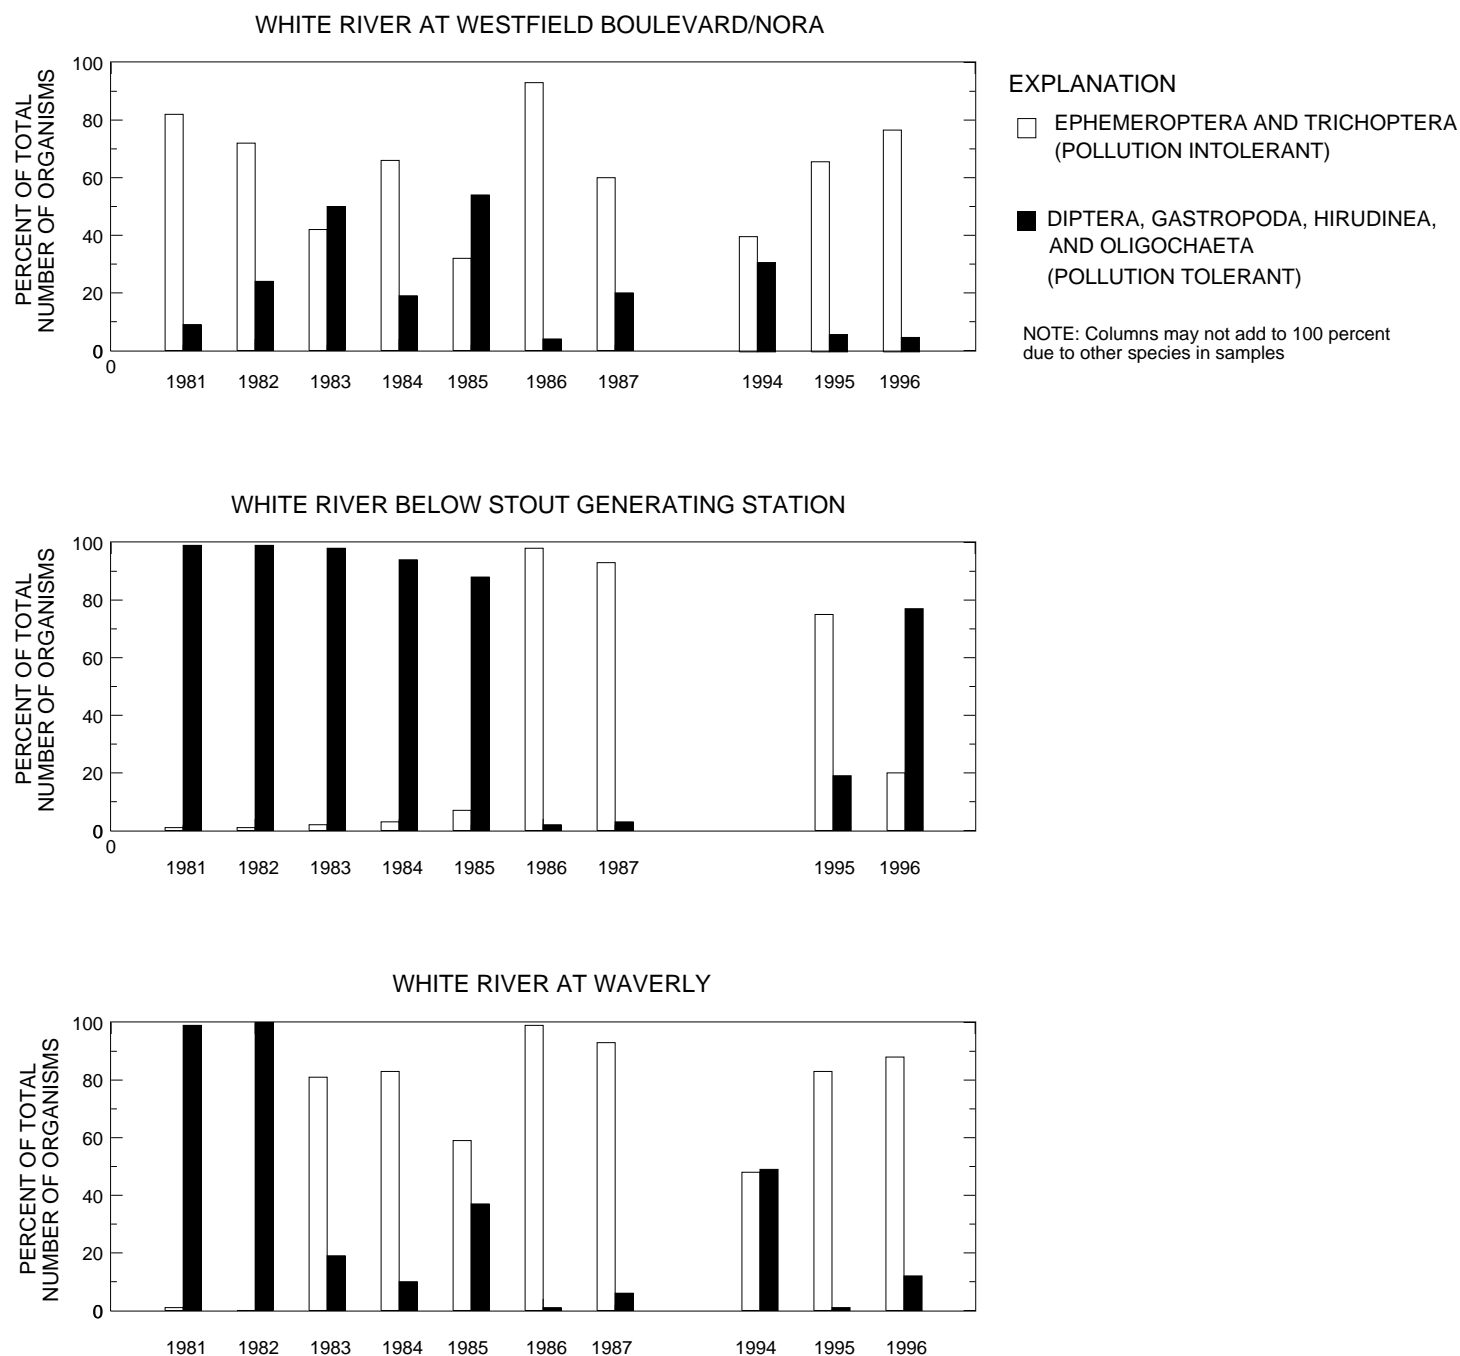 WHITE RIVER AT WESTFIELD BOULEVARD/NORA
PERCENT OF TOTAL
NUMBER OF ORGANISMS
100
80
60
40
20
0
0
1981 1982 1983 1984 1985 1986 1987 1994 1995 1996
EXPLANATION
EPHEMEROPTERA AND TRICHOPTERA
(POLLUTION INTOLERANT)
DIPTERA, GASTROPODA, HIRUDINEA,
AND OLIGOCHAETA
(POLLUTION TOLERANT)
NOTE: Columns may not add to 100 percent
due to other species in samples
WHITE RIVER BELOW STOUT GENERATING STATION
PERCENT OF TOTAL
NUMBER OF ORGANISMS
100
80
60
40
20
0
0
1981 1982 1983 1984 1985 1986 1987 1995 1996
WHITE RIVER AT WAVERLY
PERCENT OF TOTAL
NUMBER OF ORGANISMS
100
80
60
40
20
0
1981 1982 1983 1984 1985 1986 1987 1994 1995 1996